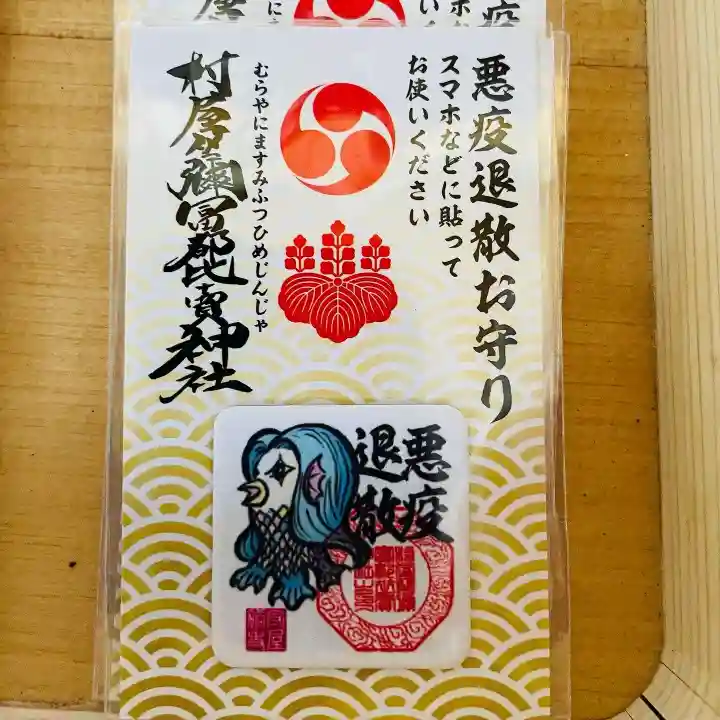 悪疫退散お守り
スマホなどに貼って
お使いください
むらやにますみふつひめじんじゃ
村屋坐彌冨都比賣神社
悪疫
退散